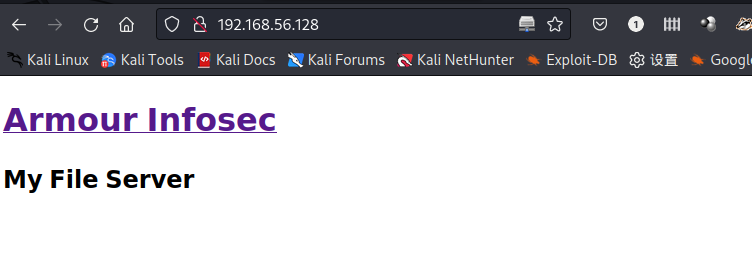 192.168.56.128
1
Kali Linux Kali Tools Kali Docs Kali Forums Kali NetHunter Exploit-DB 设置 Google
Armour Infosec
My File Server